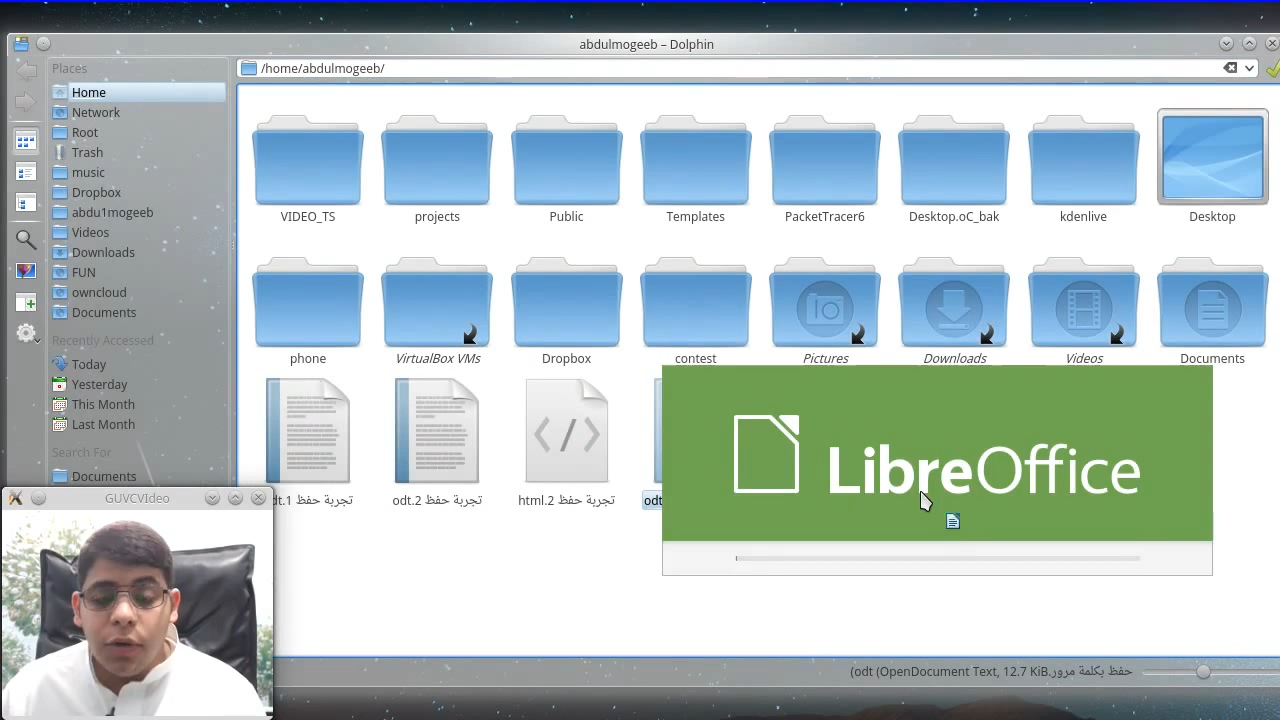 abdulmogeeb – Dolphin
Places
/home/abdulmogeeb/
Home
Network
Root
Trash
music
Dropbox
abdu1mogeeb
Videos
Downloads
FUN
owncloud
Documents
Recently Accessed
Today
Yesterday
This Month
Last Month
Search For
Documents
VIDEO_TS
projects
Public
Templates
PacketTracer6
Desktop.oC_bak
kdenlive
Desktop
phone
VirtualBox VMs
Dropbox
contest
Pictures
Downloads
Videos
Documents
تجربة حفظ 1.odt
تجربة حفظ 2.odt
تجربة حفظ 2.html
LibreOffice
GUVCVIdeo
حفظ بكلمة مرور.odt (OpenDocument Text, 12.7 KiB)